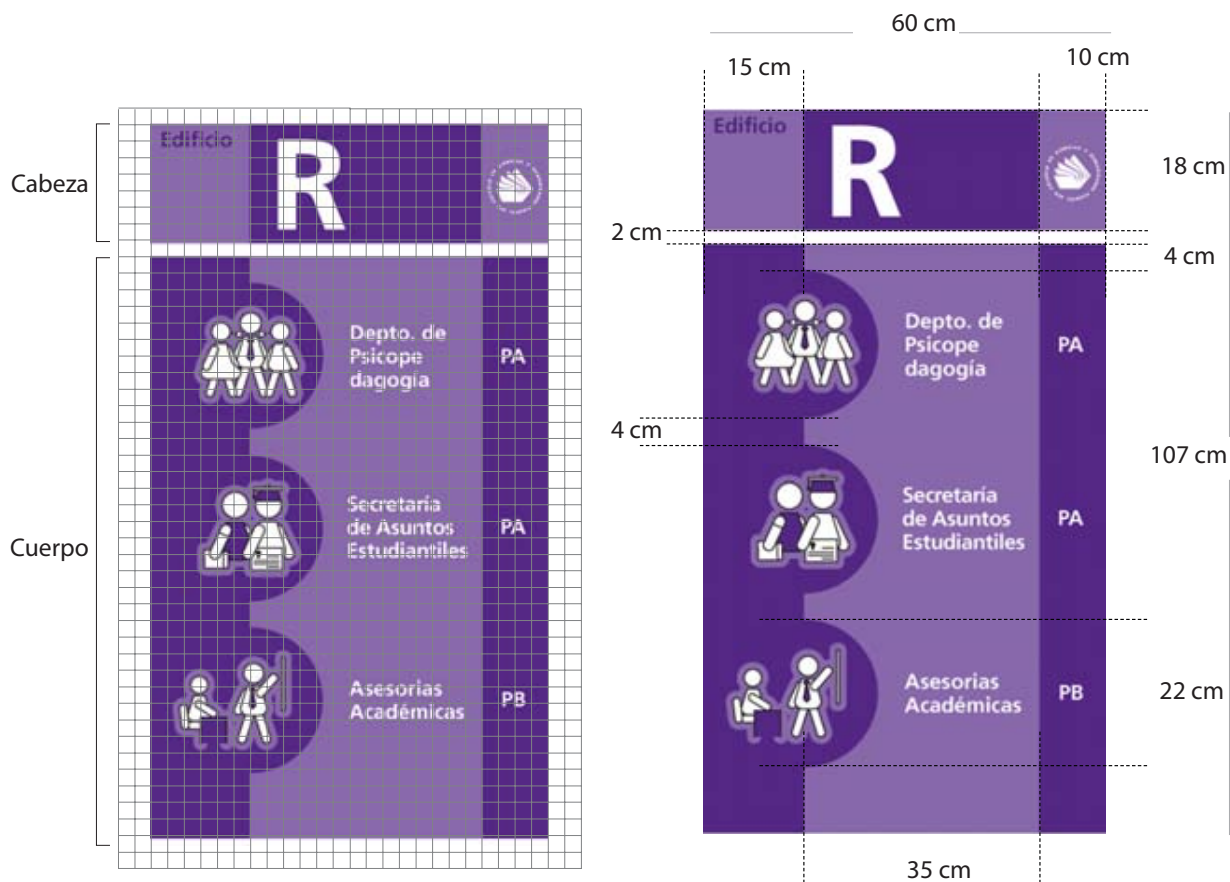 Cabeza
Cuerpo
Edificio
R
Depto. de
Psicope
dagogía
PA
Secretaría
de Asuntos
Estudiantiles
PA
Asesorias
Académicas
PB
60 cm
15 cm
10 cm
Edificio
R
18 cm
2 cm
4 cm
Depto. de
Psicope
dagogía
PA
4 cm
107 cm
Secretaría
de Asuntos
Estudiantiles
PA
Asesorias
Académicas
PB
22 cm
35 cm